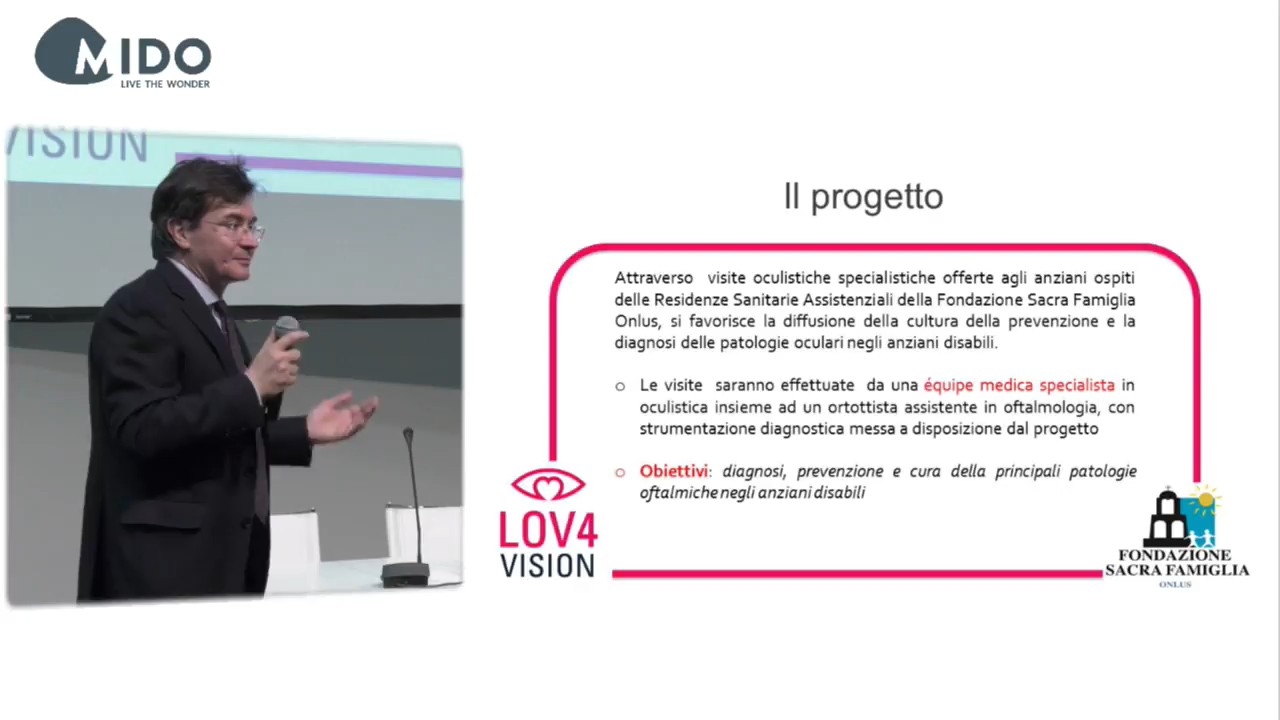 MIDO
LIVE THE WONDER
VISION
Il progetto
Attraverso visite oculistiche specialistiche offerte agli anziani ospiti
delle Residenze Sanitarie Assistenziali della Fondazione Sacra Famiglia
Onlus, si favorisce la diffusione della cultura della prevenzione e la
diagnosi delle patologie oculari negli anziani disabili.
o Le visite saranno effettuate da una équipe medica specialista in
oculistica insieme ad un ortottista assistente in oftalmologia, con
strumentazione diagnostica messa a disposizione dal progetto
o Obiettivi: diagnosi, prevenzione e cura della principali patologie
oftalmiche negli anziani disabili
LOV4
VISION
FONDAZIONE
SACRA FAMIGLIA
ONLUS